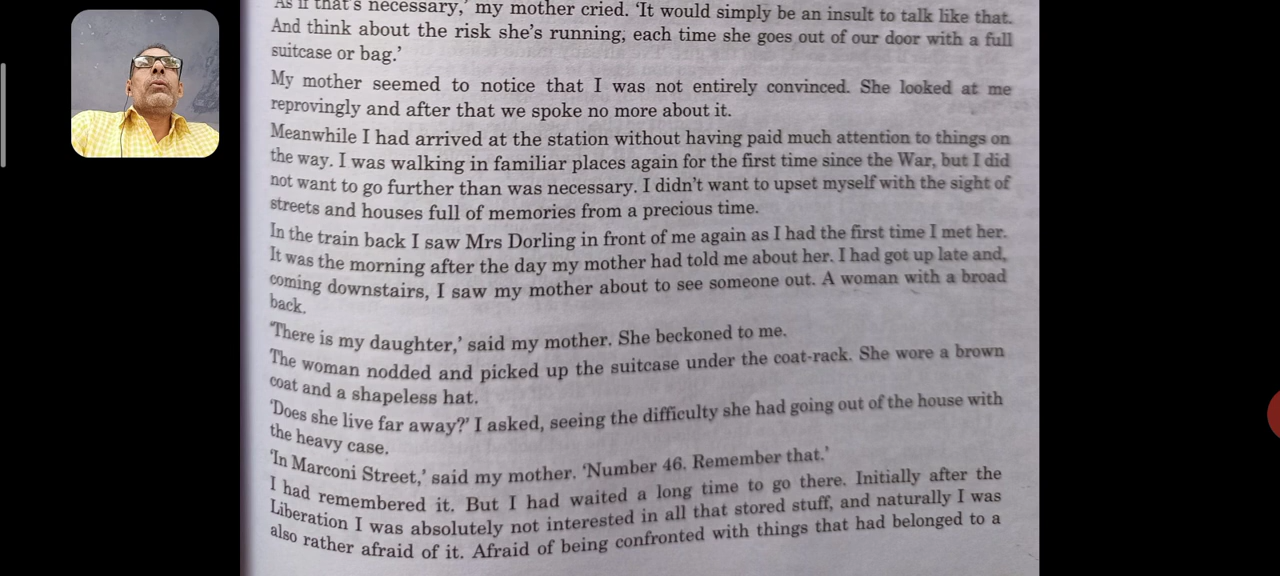 As if that's necessary,' my mother cried. 'It would simply be an insult to talk like that.
And think about the risk she's running, each time she goes out of our door with a full
suitcase or bag.'
My mother seemed to notice that I was not entirely convinced. She looked at me
reprovingly and after that we spoke no more about it.
Meanwhile I had arrived at the station without having paid much attention to things on
the way. I was walking in familiar places again for the first time since the War, but I did
not want to go further than was necessary. I didn't want to upset myself with the sight of
streets and houses full of memories from a precious time.
In the train back I saw Mrs Dorling in front of me again as I had the first time I met her.
It was the morning after the day my mother had told me about her. I had got up late and,
coming downstairs, I saw my mother about to see someone out. A woman with a broad
back.
'There is my daughter,' said my mother. She beckoned to me.
The woman nodded and picked up the suitcase under the coat-rack. She wore a brown
coat and a shapeless hat.
'Does she live far away?' I asked, seeing the difficulty she had going out of the house with
the heavy case.
'In Marconi Street,' said my mother. 'Number 46. Remember that.'
I had remembered it. But I had waited a long time to go there. Initially after the
Liberation I was absolutely not interested in all that stored stuff, and naturally I was
also rather afraid of it. Afraid of being confronted with things that had belonged to a